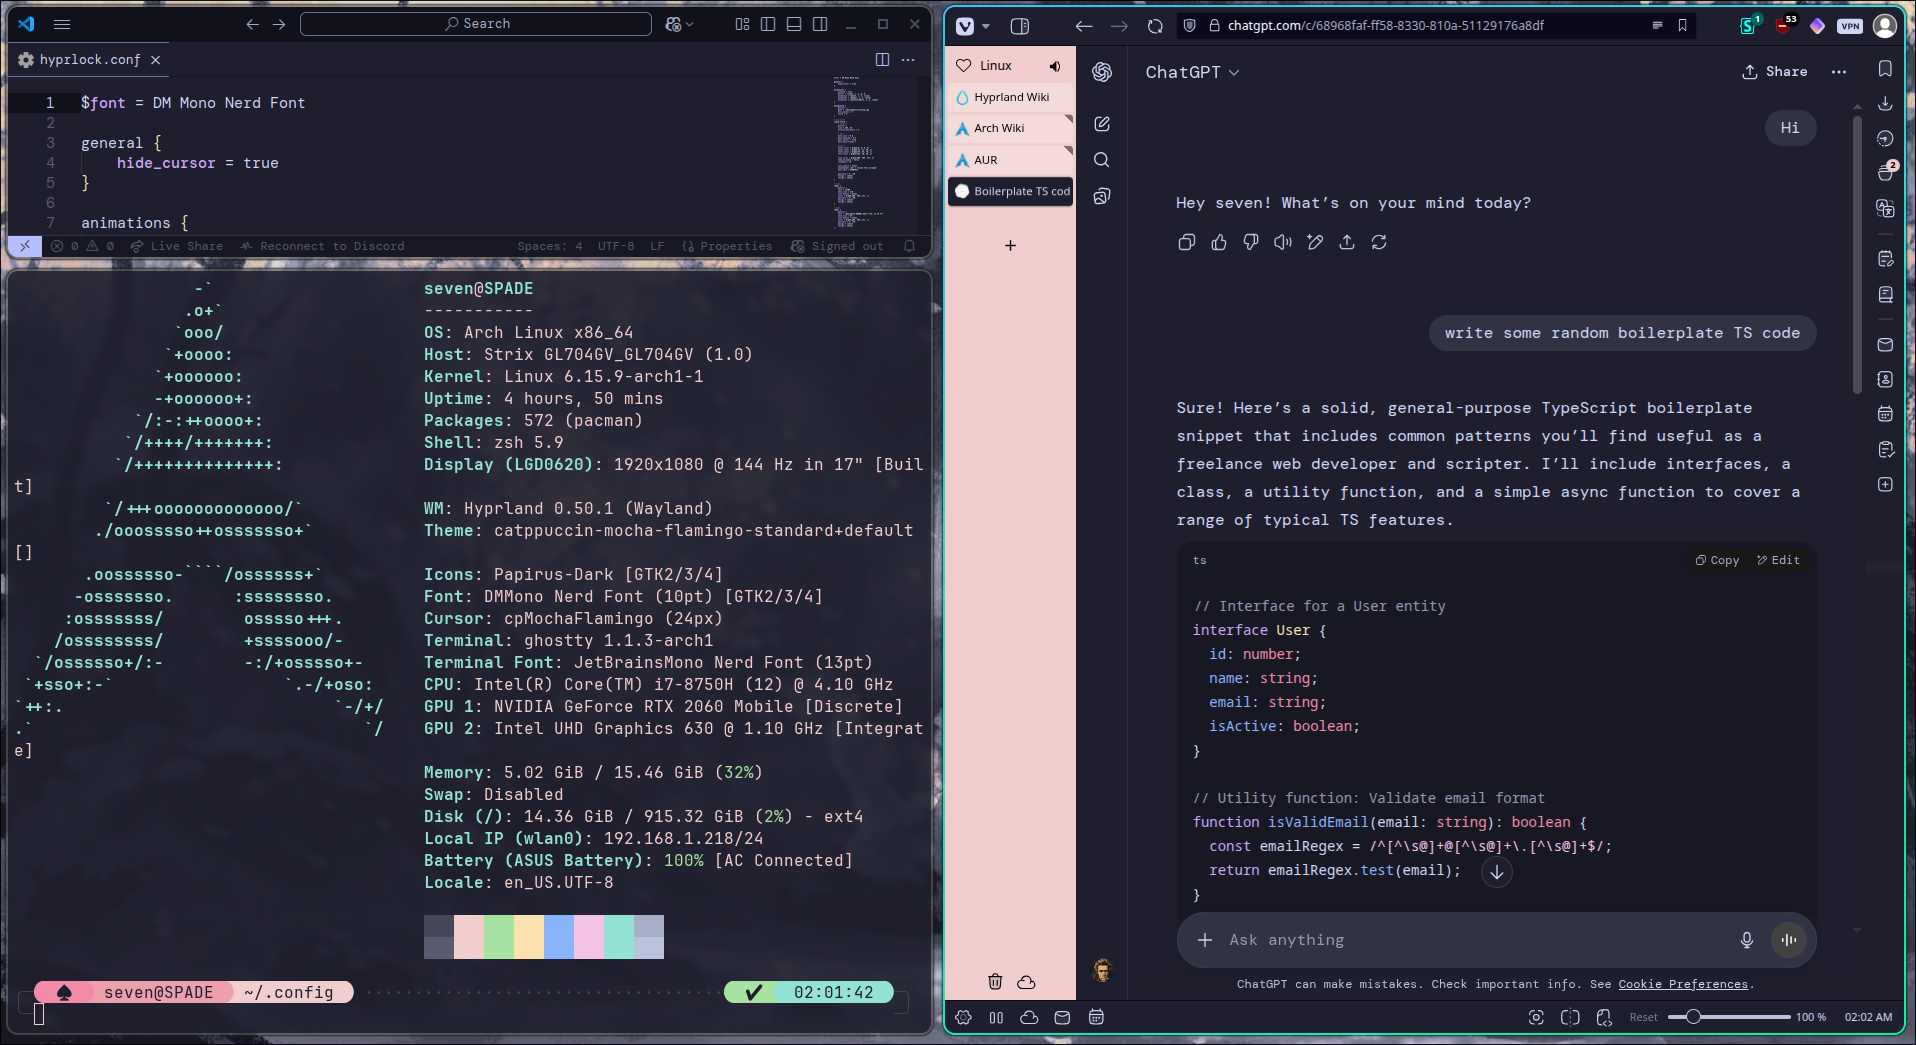 Search
hyprlock.conf
1 $font = DM Mono Nerd Font
2
3 general {
4 hide_cursor = true
5 }
6
7 animations {
0 0 Live Share Reconnect to Discord Spaces: 4 UTF-8 LF {} Properties Signed out
-`
.o+`
`ooo/
`+oooo:
`+oooooo:
-+oooooo+:
`/:-:++oooo+:
`/++++/+++++++:
`/++++++++++++++:
t]
`/+++ooooooooooooo/`
./ooosssso++osssssso+`
[]
.oossssso-````/ossssss+`
-osssssso. :ssssssso.
:osssssss/ osssso+++.
/ossssssss/ +ssssooo/-
`/ossssso+/:- -:/+osssso+-
`+sso+:-` `.-/+oso:
`++:. `-/+/
.` `/
e]
seven@SPADE
-----------
OS: Arch Linux x86_64
Host: Strix GL704GV_GL704GV (1.0)
Kernel: Linux 6.15.9-arch1-1
Uptime: 4 hours, 50 mins
Packages: 572 (pacman)
Shell: zsh 5.9
Display (LGD0620): 1920x1080 @ 144 Hz in 17" [Buil
WM: Hyprland 0.50.1 (Wayland)
Theme: catppuccin-mocha-flamingo-standard+default
Icons: Papirus-Dark [GTK2/3/4]
Font: DMMono Nerd Font (10pt) [GTK2/3/4]
Cursor: cpMochaFlamingo (24px)
Terminal: ghostty 1.1.3-arch1
Terminal Font: JetBrainsMono Nerd Font (13pt)
CPU: Intel(R) Core(TM) i7-8750H (12) @ 4.10 GHz
GPU 1: NVIDIA GeForce RTX 2060 Mobile [Discrete]
GPU 2: Intel UHD Graphics 630 @ 1.10 GHz [Integrat
Memory: 5.02 GiB / 15.46 GiB (32%)
Swap: Disabled
Disk (/): 14.36 GiB / 915.32 GiB (2%) - ext4
Local IP (wlan0): 192.168.1.218/24
Battery (ASUS Battery): 100% [AC Connected]
Locale: en_US.UTF-8
seven@SPADE ~/.config 02:01:42
chatgpt.com/c/68968faf-ff58-8330-810a-51129176a8df
1 53 VPN
Linux
Hyprland Wiki
Arch Wiki
AUR
Boilerplate TS cod
+
ChatGPT
Share
2
Hi
Hey seven! What's on your mind today?
write some random boilerplate TS code
Sure! Here's a solid, general-purpose TypeScript boilerplate
snippet that includes common patterns you'll find useful as a
freelance web developer and scripter. I'll include interfaces, a
class, a utility function, and a simple async function to cover a
range of typical TS features.
ts Copy Edit
// Interface for a User entity
interface User {
id: number;
name: string;
email: string;
isActive: boolean;
}
// Utility function: Validate email format
function isValidEmail(email: string): boolean {
const emailRegex = /^[^\s@]+@[^\s@]+\.[^\s@]+$/;
return emailRegex.test(email);
}
Ask anything
ChatGPT can make mistakes. Check important info. See Cookie Preferences.
Reset 100 % 02:02 AM